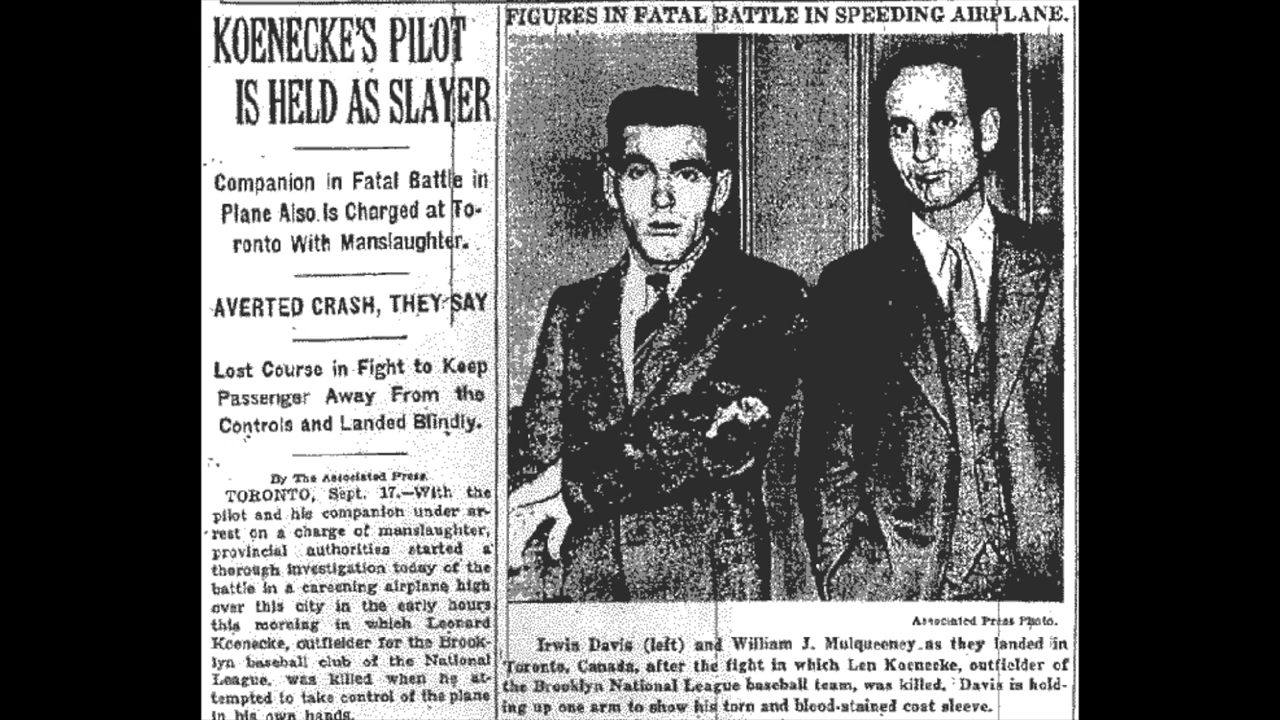 KOENECKE'S PILOT
IS HELD AS SLAYER
Companion in Fatal Battle in
Plane Also Is Charged at To-
ronto With Manslaughter.
AVERTED CRASH, THEY SAY
Lost Course in Fight to Keep
Passenger Away From the
Controls and Landed Blindly.
By The Associated Press.
TORONTO, Sept. 17.—With the
pilot and his companion under ar-
rest on a charge of manslaughter,
provincial authorities started a
thorough investigation today of the
battle in a careening airplane high
over this city in the early hours
this morning in which Leonard
Koenecke, outfielder for the Brook-
lyn baseball club of the National
League, was killed when he at-
tempted to take control of the plane
in his own hands.
FIGURES IN FATAL BATTLE IN SPEEDING AIRPLANE.
Associated Press Photo.
Irwin Davis (left) and William J. Mulqueeney as they landed in
Toronto, Canada, after the fight in which Len Koenecke, outfielder of
the Brooklyn National League baseball team, was killed. Davis is hold-
ing up one arm to show his torn and blood-stained coat sleeve.